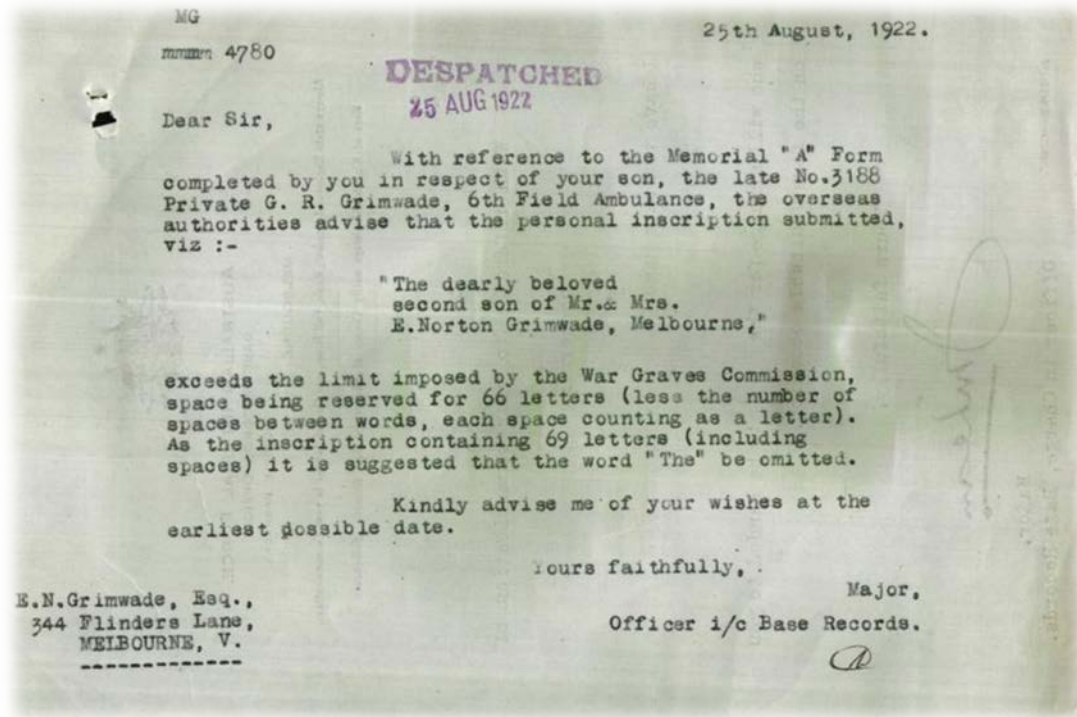 MG
25th August, 1922.
mmmm 4780
DESPATCHED
25 AUG 1922
Dear Sir,
With reference to the Memorial "A" Form
completed by you in respect of your son, the late No.3188
Private G. R. Grimwade, 6th Field Ambulance, the overseas
authorities advise that the personal inscription submitted,
viz :-
"The dearly beloved
second son of Mr.& Mrs.
E.Norton Grimwade, Melbourne,"
exceeds the limit imposed by the War Graves Commission,
space being reserved for 66 letters (less the number of
spaces between words, each space counting as a letter).
As the inscription containing 69 letters (including
spaces) it is suggested that the word "The" be omitted.
Kindly advise me of your wishes at the
earliest possible date.
Yours faithfully,
Major,
Officer i/c Base Records.
E.N.Grimwade, Esq.,
344 Flinders Lane,
MELBOURNE, V.